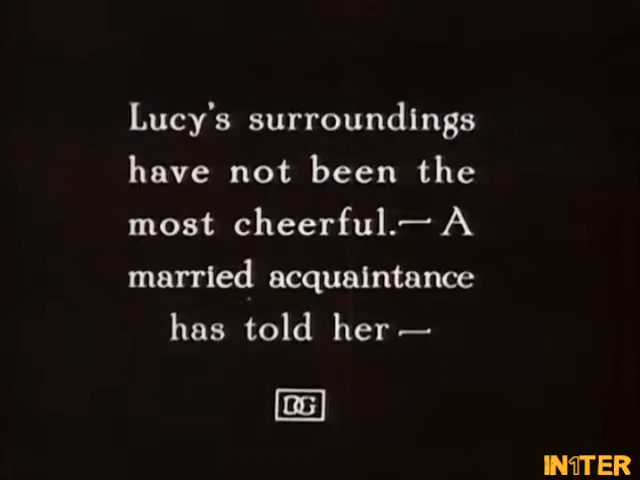 Lucy's surroundings
have not been the
most cheerful.— A
married acquaintance
has told her —
DG
IN1TER